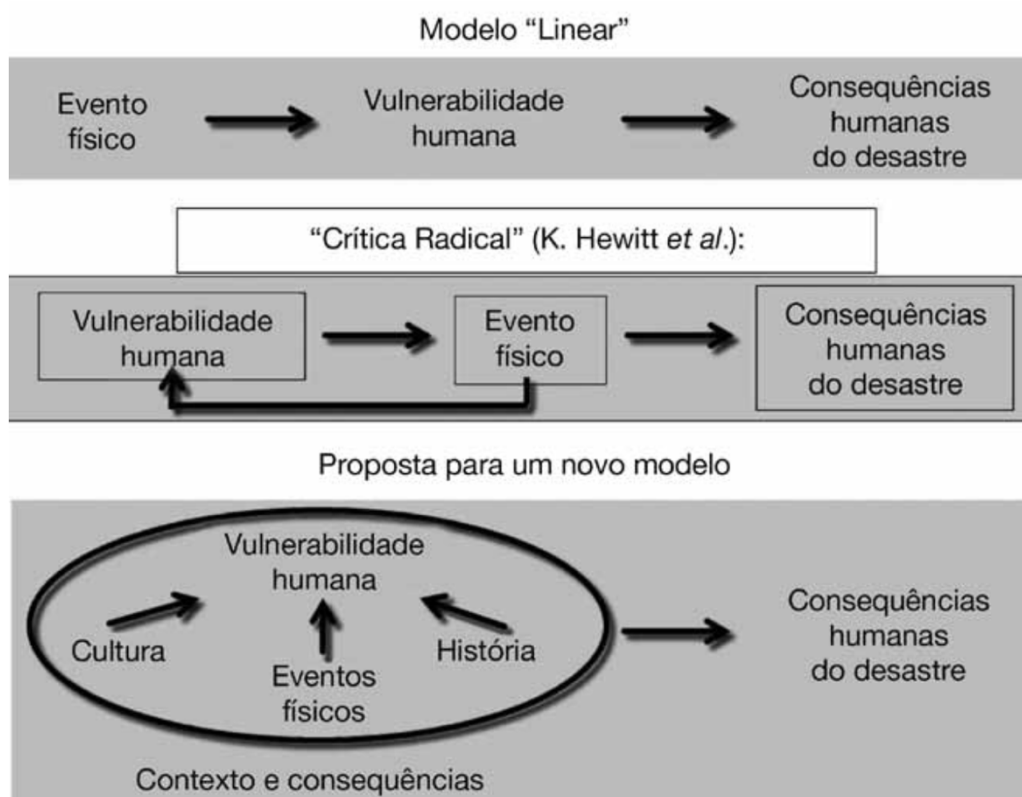 Modelo “Linear”
Evento
físico
Vulnerabilidade
humana
Consequências
humanas
do desastre
“Crítica Radical” (K. Hewitt et al.):
Vulnerabilidade
humana
Evento
físico
Consequências
humanas
do desastre
Proposta para um novo modelo
Vulnerabilidade
humana
Cultura
Eventos
físicos
História
Consequências
humanas
do desastre
Contexto e consequências